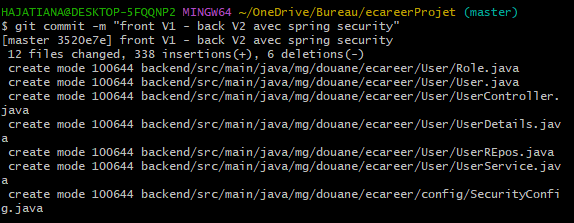 HAJATIANA@DESKTOP-5FQQNP2 MINGW64 ~/OneDrive/Bureau/ecareerProjet (master)
$ git commit -m "front V1 - back V2 avec spring security"
[master 3520e7e] front V1 - back V2 avec spring security
 12 files changed, 338 insertions(+), 6 deletions(-)
 create mode 100644 backend/src/main/java/mg/douane/ecareer/User/Role.java
 create mode 100644 backend/src/main/java/mg/douane/ecareer/User/User.java
 create mode 100644 backend/src/main/java/mg/douane/ecareer/User/UserController.
java
 create mode 100644 backend/src/main/java/mg/douane/ecareer/User/UserDetails.jav
a
 create mode 100644 backend/src/main/java/mg/douane/ecareer/User/UserREpos.java
 create mode 100644 backend/src/main/java/mg/douane/ecareer/User/UserService.jav
a
 create mode 100644 backend/src/main/java/mg/douane/ecareer/config/SecurityConfi
g.java